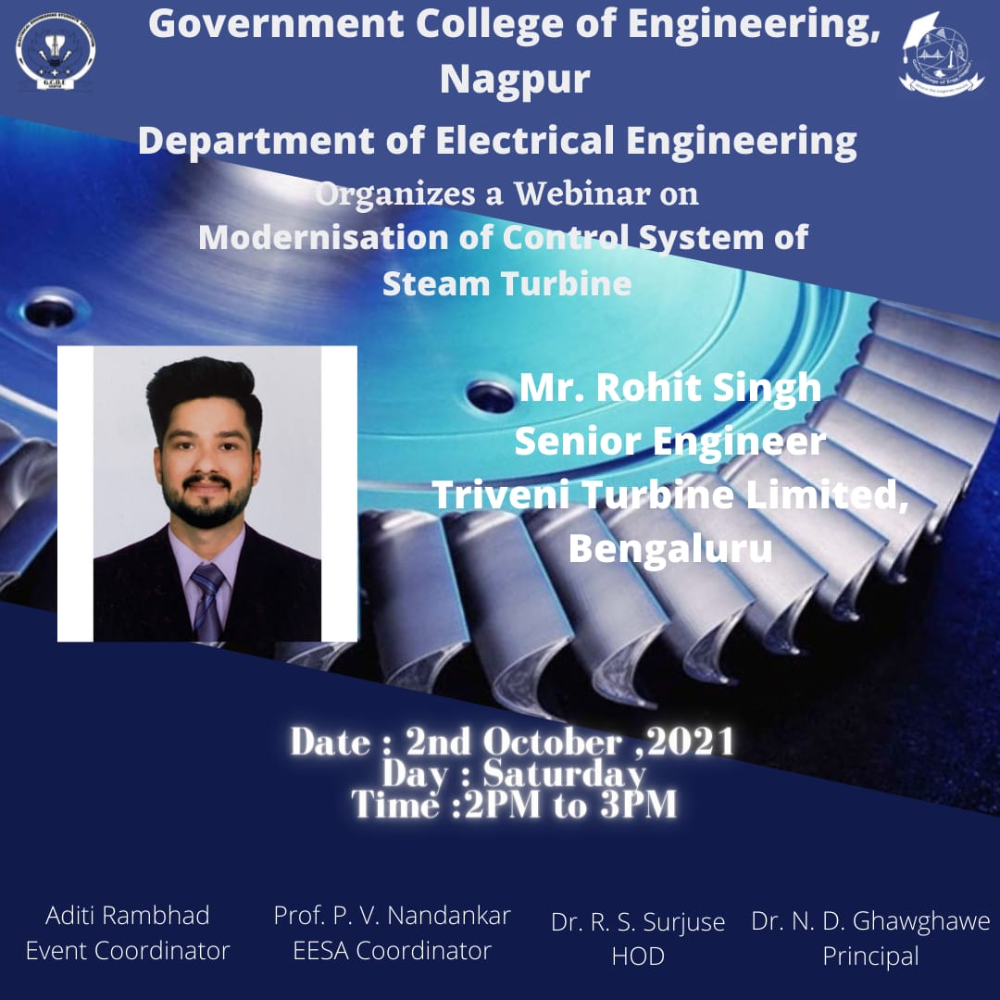 Government College of Engineering,
Nagpur
Department of Electrical Engineering
Organizes a Webinar on
Modernisation of Control System of
Steam Turbine
Mr. Rohit Singh
Senior Engineer
Triveni Turbine Limited,
Bengaluru
Date : 2nd October ,2021
Day : Saturday
Time :2PM to 3PM
Aditi Rambhad
Event Coordinator
Prof. P. V. Nandankar
EESA Coordinator
Dr. R. S. Surjuse
HOD
Dr. N. D. Ghawghawe
Principal